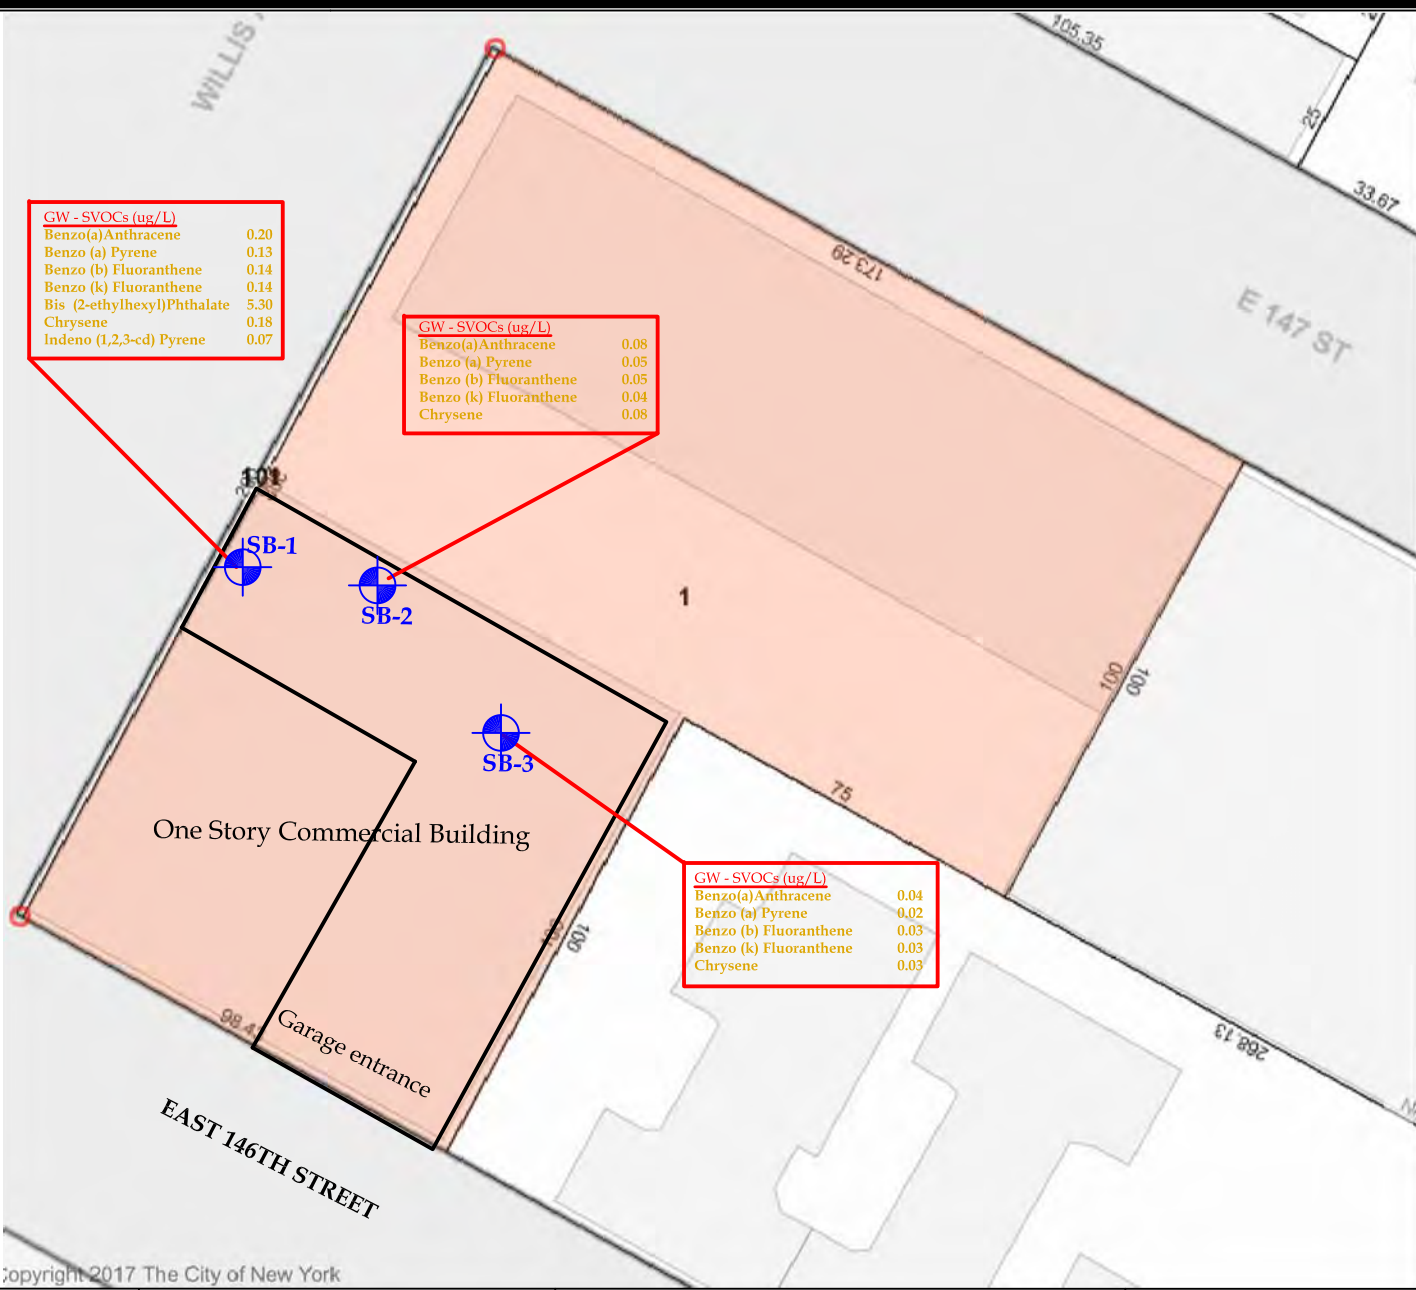 WILLIS
105.35
25
33.67
E 147 ST
173.29
GW - SVOCs (ug/L)
Benzo(a)Anthracene 0.20
Benzo (a) Pyrene 0.13
Benzo (b) Fluoranthene 0.14
Benzo (k) Fluoranthene 0.14
Bis (2-ethylhexyl)Phthalate 5.30
Chrysene 0.18
Indeno (1,2,3-cd) Pyrene 0.07
GW - SVOCs (ug/L)
Benzo(a)Anthracene 0.08
Benzo (a) Pyrene 0.05
Benzo (b) Fluoranthene 0.05
Benzo (k) Fluoranthene 0.04
Chrysene 0.08
101
SB-1
SB-2
1
SB-3
100
100
75
One Story Commercial Building
GW - SVOCs (ug/L)
Benzo(a)Anthracene 0.04
Benzo (a) Pyrene 0.02
Benzo (b) Fluoranthene 0.03
Benzo (k) Fluoranthene 0.03
Chrysene 0.03
100
98.4
Garage entrance
268.13
EAST 146TH STREET
opyright 2017 The City of New York